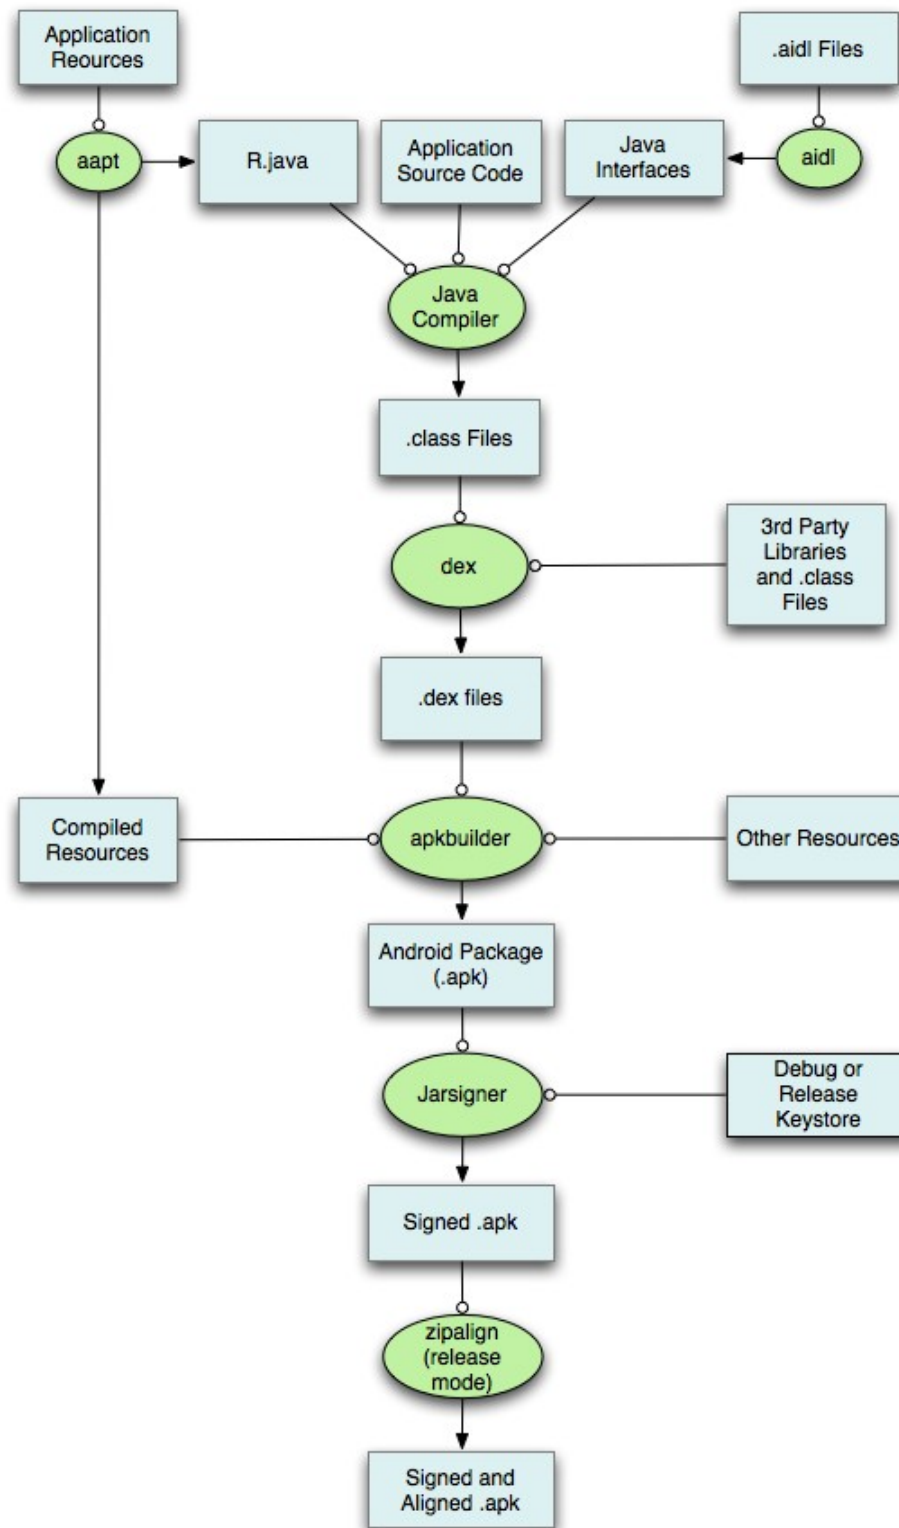 Application
Reources
.aidl Files
aapt
R.java
Application
Source Code
Java
Interfaces
aidl
Java
Compiler
.class Files
dex
3rd Party
Libraries
and .class
Files
.dex files
Compiled
Resources
apkbuilder
Other Resources
Android Package
(.apk)
Jarsigner
Debug or
Release
Keystore
Signed .apk
zipalign
(release
mode)
Signed and
Aligned .apk